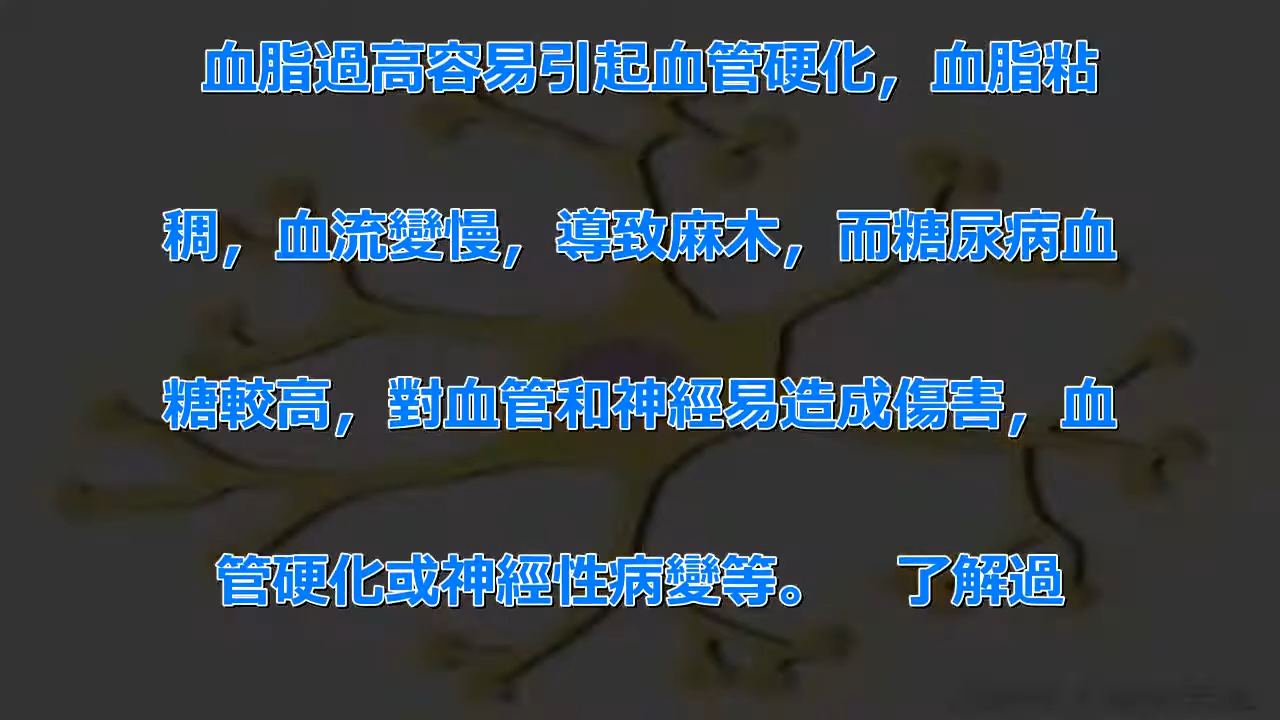 血脂過高容易引起血管硬化，血脂粘
稠，血流變慢，導致麻木，而糖尿病血
糖較高，對血管和神經易造成傷害，血
管硬化或神經性病變等。　了解過